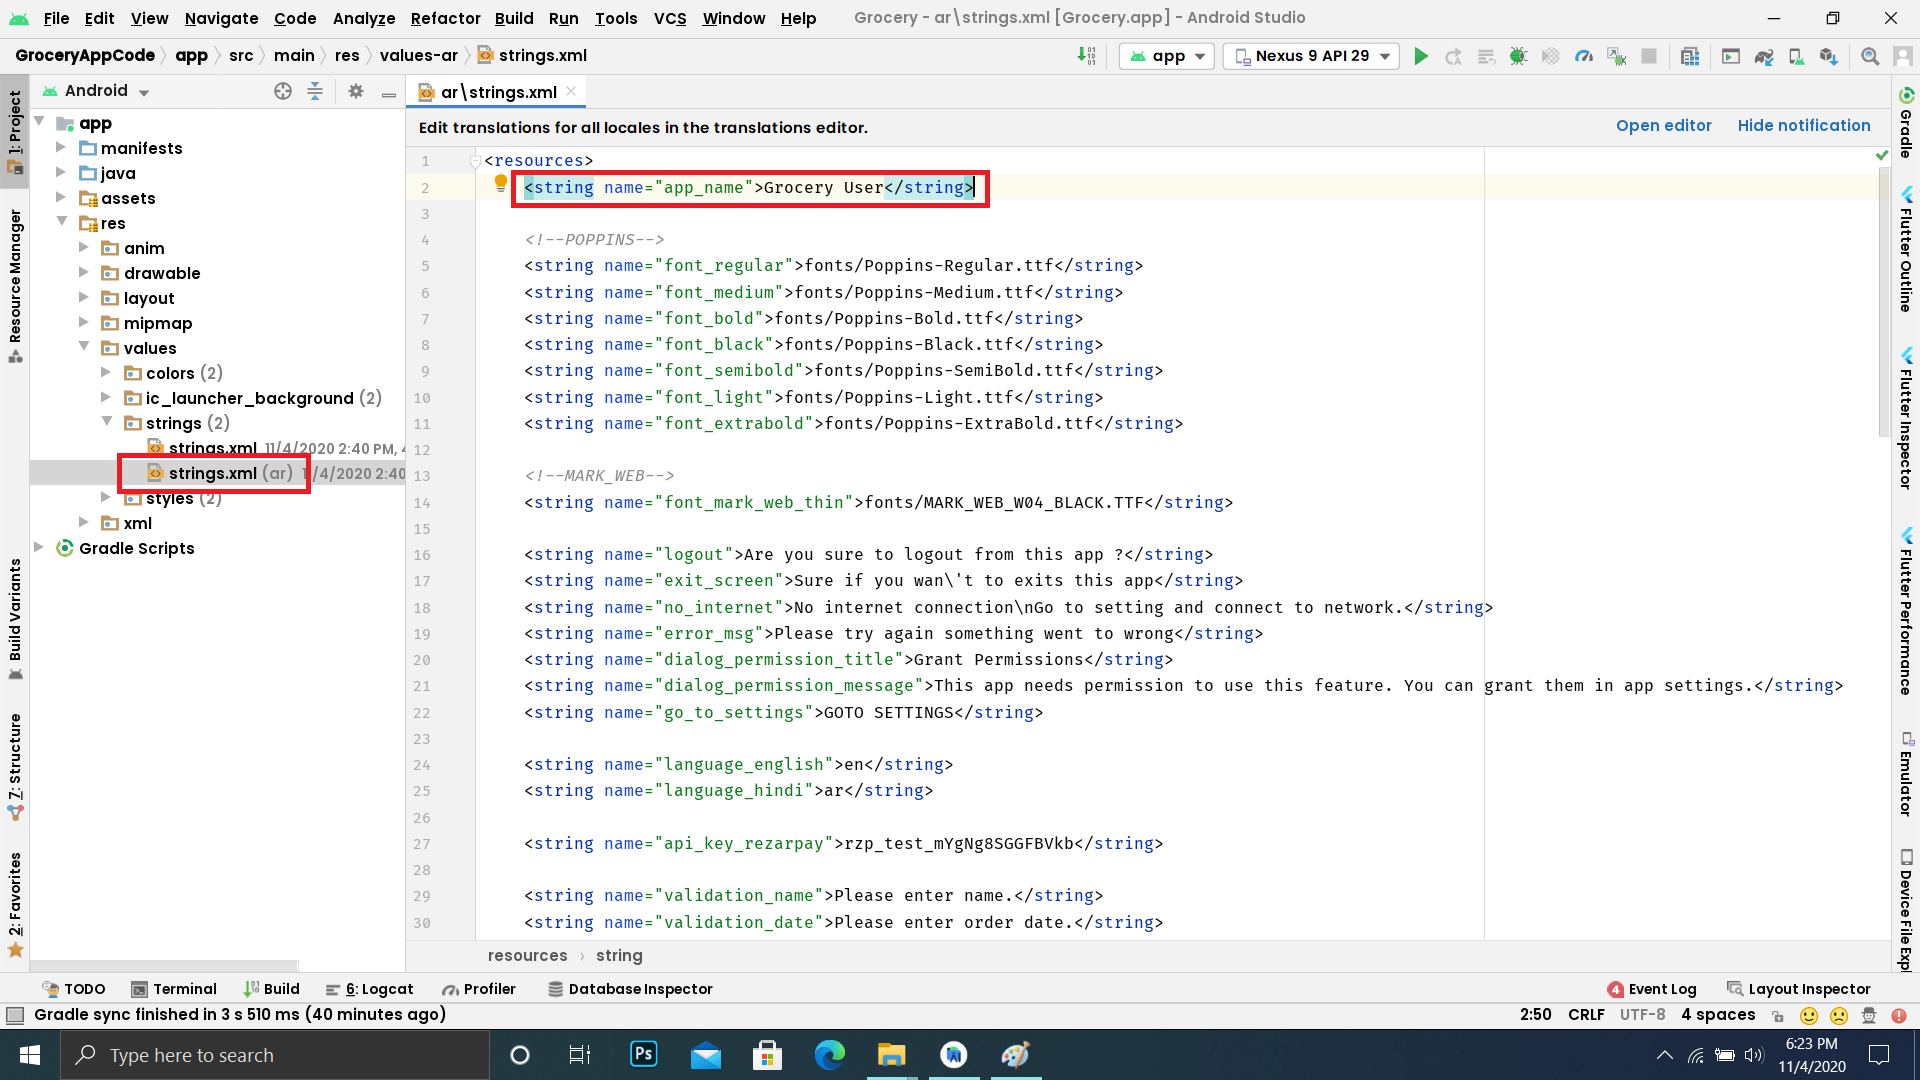 File Edit View Navigate Code Analyze Refactor Build Run Tools VCS Window Help Grocery - ar\strings.xml [Grocery.app] - Android Studio
GroceryAppCode app src main res values-ar strings.xml app Nexus 9 API 29
Android
ar\strings.xml
Edit translations for all locales in the translations editor. Open editor Hide notification
1: Project
Resource Manager
Build Variants
7: Structure
2: Favorites
app
manifests
java
assets
res
anim
drawable
layout
mipmap
values
colors (2)
ic_launcher_background (2)
strings (2)
strings.xml 11/4/2020 2:40 PM, 4
strings.xml (ar) 11/4/2020 2:40
styles (2)
xml
Gradle Scripts
1 <resources>
2 <string name="app_name">Grocery User</string>
3
4 <!--POPPINS-->
5 <string name="font_regular">fonts/Poppins-Regular.ttf</string>
6 <string name="font_medium">fonts/Poppins-Medium.ttf</string>
7 <string name="font_bold">fonts/Poppins-Bold.ttf</string>
8 <string name="font_black">fonts/Poppins-Black.ttf</string>
9 <string name="font_semibold">fonts/Poppins-SemiBold.ttf</string>
10 <string name="font_light">fonts/Poppins-Light.ttf</string>
11 <string name="font_extrabold">fonts/Poppins-ExtraBold.ttf</string>
12
13 <!--MARK_WEB-->
14 <string name="font_mark_web_thin">fonts/MARK_WEB_W04_BLACK.TTF</string>
15
16 <string name="logout">Are you sure to logout from this app ?</string>
17 <string name="exit_screen">Sure if you wan\'t to exits this app</string>
18 <string name="no_internet">No internet connection\nGo to setting and connect to network.</string>
19 <string name="error_msg">Please try again something went to wrong</string>
20 <string name="dialog_permission_title">Grant Permissions</string>
21 <string name="dialog_permission_message">This app needs permission to use this feature. You can grant them in app settings.</string>
22 <string name="go_to_settings">GOTO SETTINGS</string>
23
24 <string name="language_english">en</string>
25 <string name="language_hindi">ar</string>
26
27 <string name="api_key_rezarpay">rzp_test_mYgNg8SGGFBVkb</string>
28
29 <string name="validation_name">Please enter name.</string>
30 <string name="validation_date">Please enter order date.</string>
resources › string
Gradle
Flutter Outline
Flutter Inspector
Flutter Performance
Emulator
Device File Expl
TODO Terminal Build 6: Logcat Profiler Database Inspector 4 Event Log Layout Inspector
Gradle sync finished in 3 s 510 ms (40 minutes ago) 2:50 CRLF UTF-8 4 spaces
Type here to search Ps 6:23 PM
11/4/2020